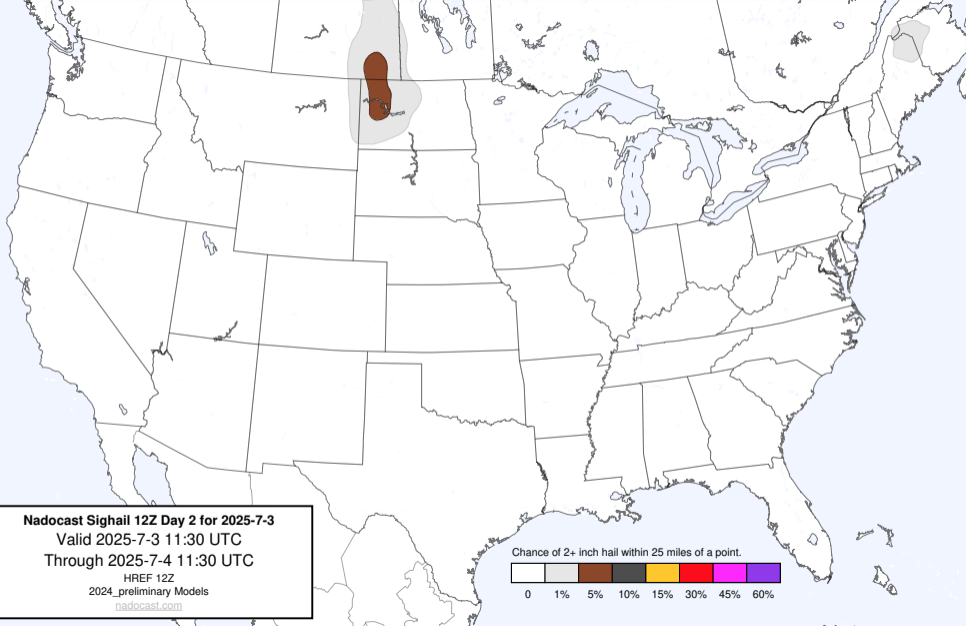 Nadocast Sighail 12Z Day 2 for 2025-7-3
Valid 2025-7-3 11:30 UTC
Through 2025-7-4 11:30 UTC
HREF 12Z
2024_preliminary Models
nadocast.com
Chance of 2+ inch hail within 25 miles of a point.
0 1% 5% 10% 15% 30% 45% 60%